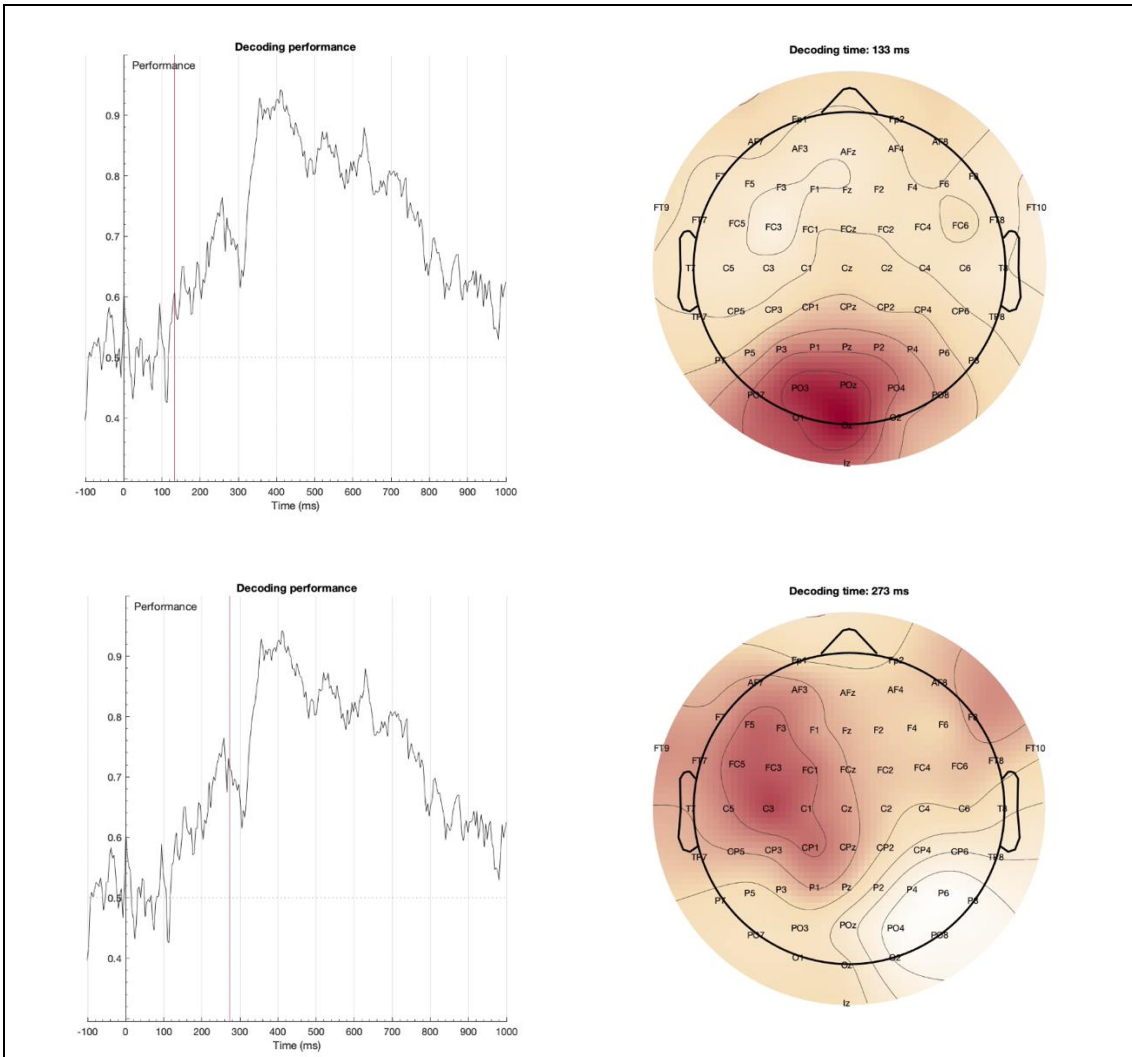 Decoding performance
Performance
0.9
0.8
0.7
0.6
0.5
0.4
-100 0 100 200 300 400 500 600 700 800 900 1000
Time (ms)
Decoding time: 133 ms
Fp1 Fp2
AF7 AF3 AFz AF4 AF8
F7 F5 F3 F1 Fz F2 F4 F6 F8
FT9 FT7 FC5 FC3 FC1 FCz FC2 FC4 FC6 FT8 FT10
T7 C5 C3 C1 Cz C2 C4 C6 T8
TP7 CP5 CP3 CP1 CPz CP2 CP4 CP6 TP8
P7 P5 P3 P1 Pz P2 P4 P6 P8
PO7 PO3 POz PO4 PO8
O1 Oz O2
Iz
Decoding performance
Performance
0.9
0.8
0.7
0.6
0.5
0.4
-100 0 100 200 300 400 500 600 700 800 900 1000
Time (ms)
Decoding time: 273 ms
Fp1 Fp2
AF7 AF3 AFz AF4 AF8
F7 F5 F3 F1 Fz F2 F4 F6 F8
FT9 FT7 FC5 FC3 FC1 FCz FC2 FC4 FC6 FT8 FT10
T7 C5 C3 C1 Cz C2 C4 C6 T8
TP7 CP5 CP3 CP1 CPz CP2 CP4 CP6 TP8
P7 P5 P3 P1 Pz P2 P4 P6 P8
PO7 PO3 POz PO4 PO8
O1 Oz O2
Iz